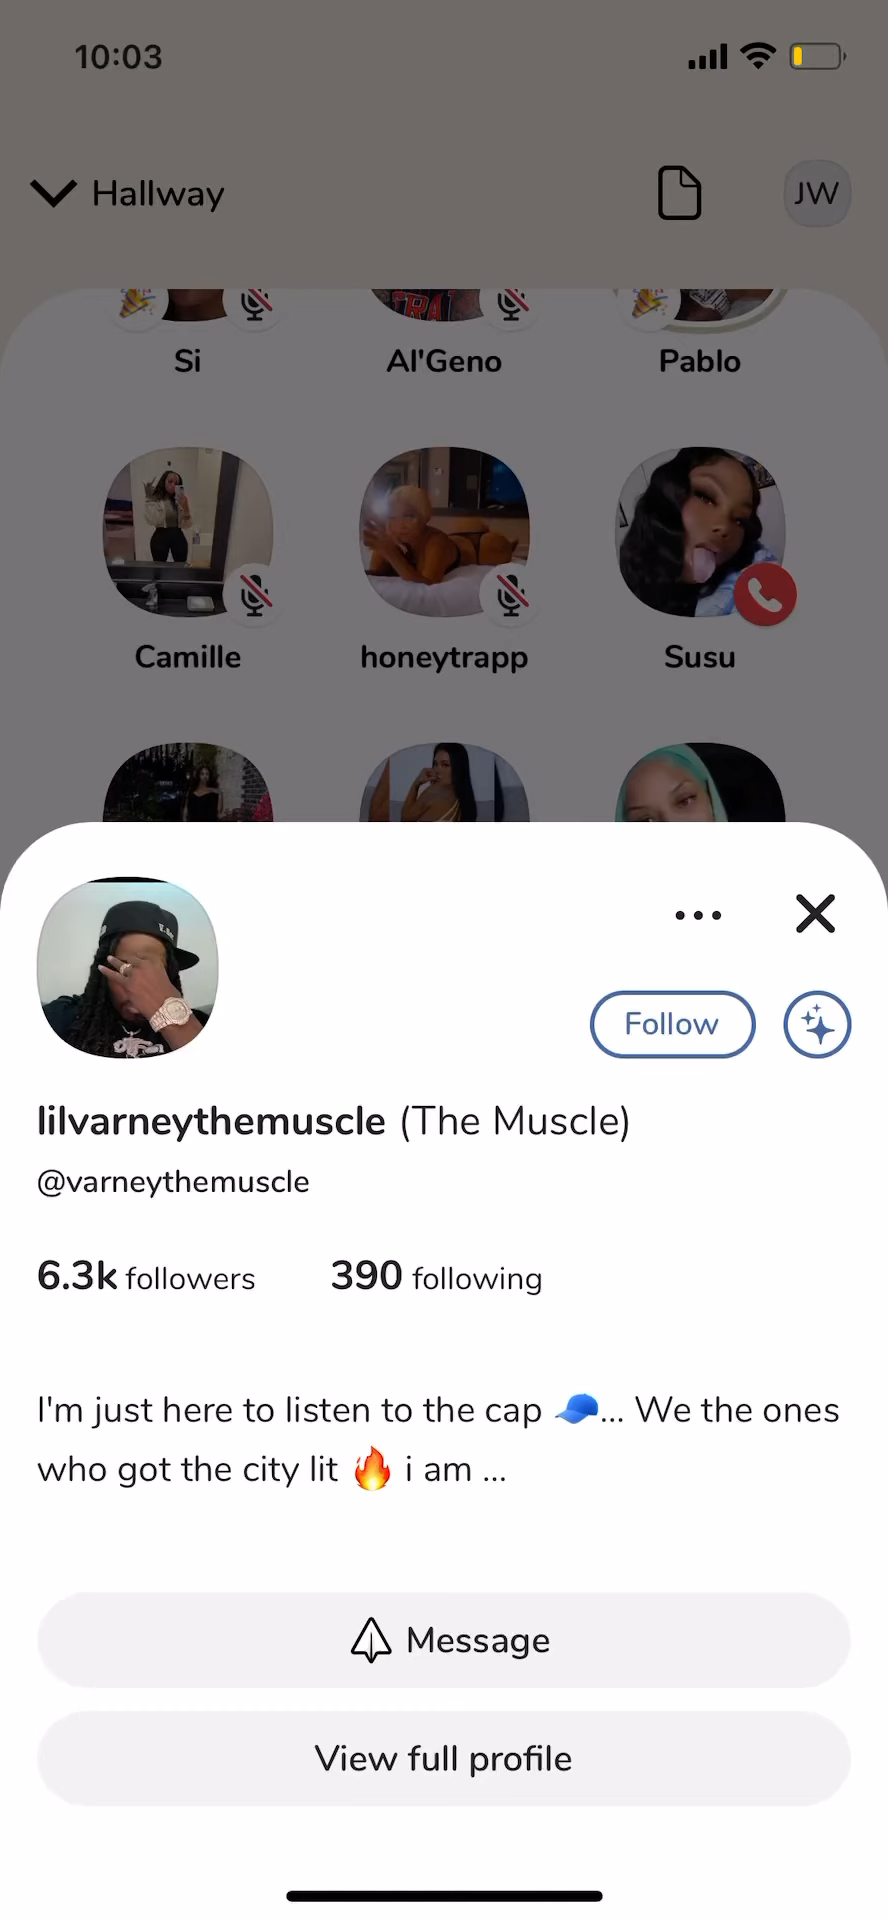 10:03
Hallway
JW
Si
Al'Geno
Pablo
Camille
honeytrapp
Susu
Follow
lilvarneythemuscle (The Muscle)
@varneythemuscle
6.3k followers 390 following
I'm just here to listen to the cap 🧢... We the ones
who got the city lit 🔥 i am ...
Message
View full profile